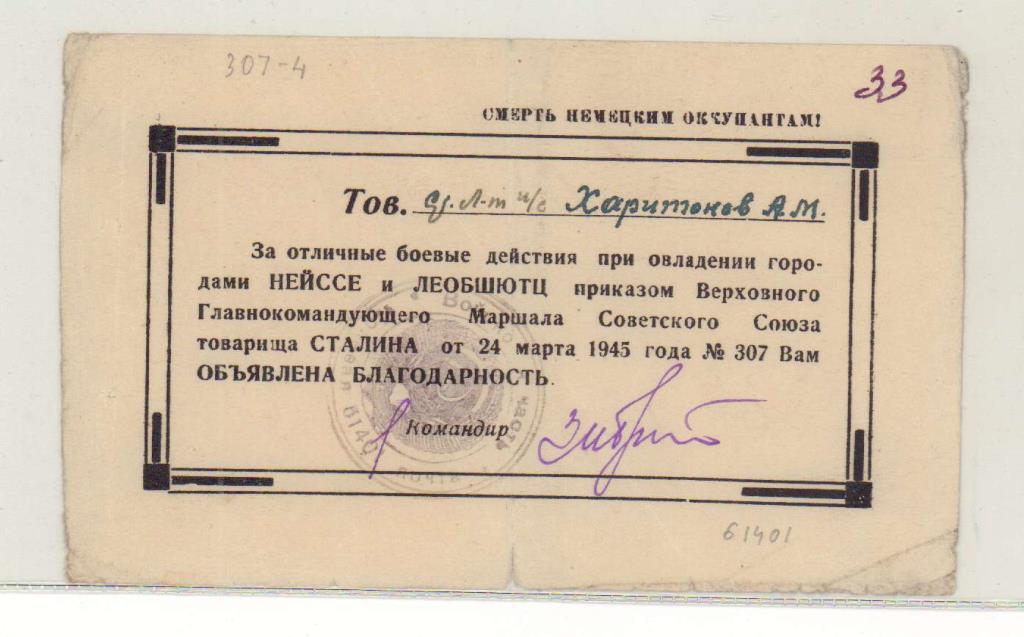 307-4
33
СМЕРТЬ НЕМЕЦКИМ ОККУПАНТАМ!
Тов. Л-т и/с Харитонов А.М.
За отличные боевые действия при овладении горо-
дами НЕЙССЕ и ЛЕОБШЮТЦ приказом Верховного
Главнокомандующего Маршала Советского Союза
товарища СТАЛИНА от 24 марта 1945 года № 307 Вам
ОБЪЯВЛЕНА БЛАГОДАРНОСТЬ.
Командир
61401